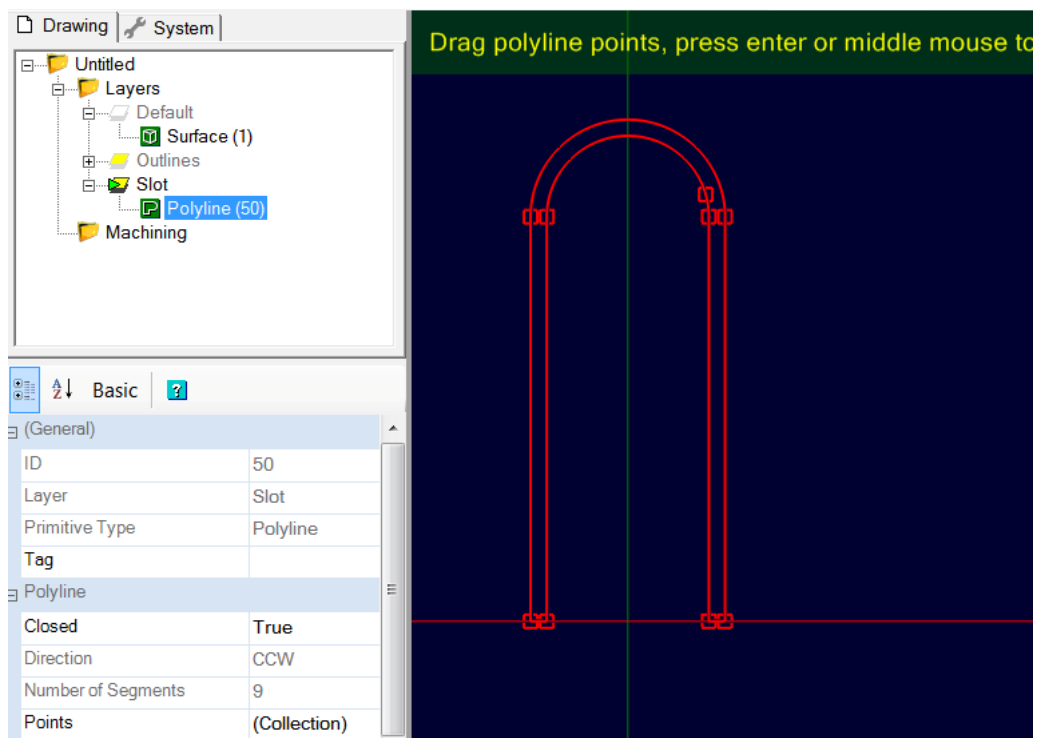 Drawing System
Untitled
Layers
Default
Surface (1)
Outlines
Slot
Polyline (50)
Machining
Basic
(General)
ID 50
Layer Slot
Primitive Type Polyline
Tag
Polyline
Closed True
Direction CCW
Number of Segments 9
Points (Collection)
Drag polyline points, press enter or middle mouse to